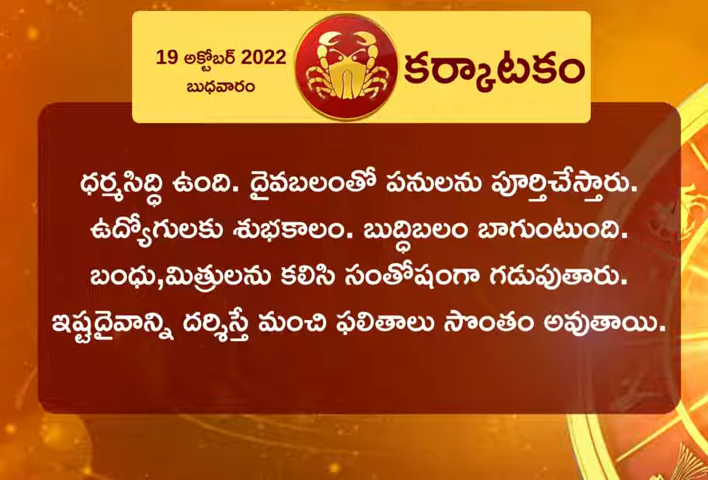 19 అక్టోబర్ 2022
బుధవారం
కర్కాటకం
ధర్మసిద్ధి ఉంది. దైవబలంతో పనులను పూర్తిచేస్తారు.
ఉద్యోగులకు శుభకాలం. బుద్ధిబలం బాగుంటుంది.
బంధు,మిత్రులను కలిసి సంతోషంగా గడుపుతారు.
ఇష్టదైవాన్ని దర్శిస్తే మంచి ఫలితాలు సొంతం అవుతాయి.